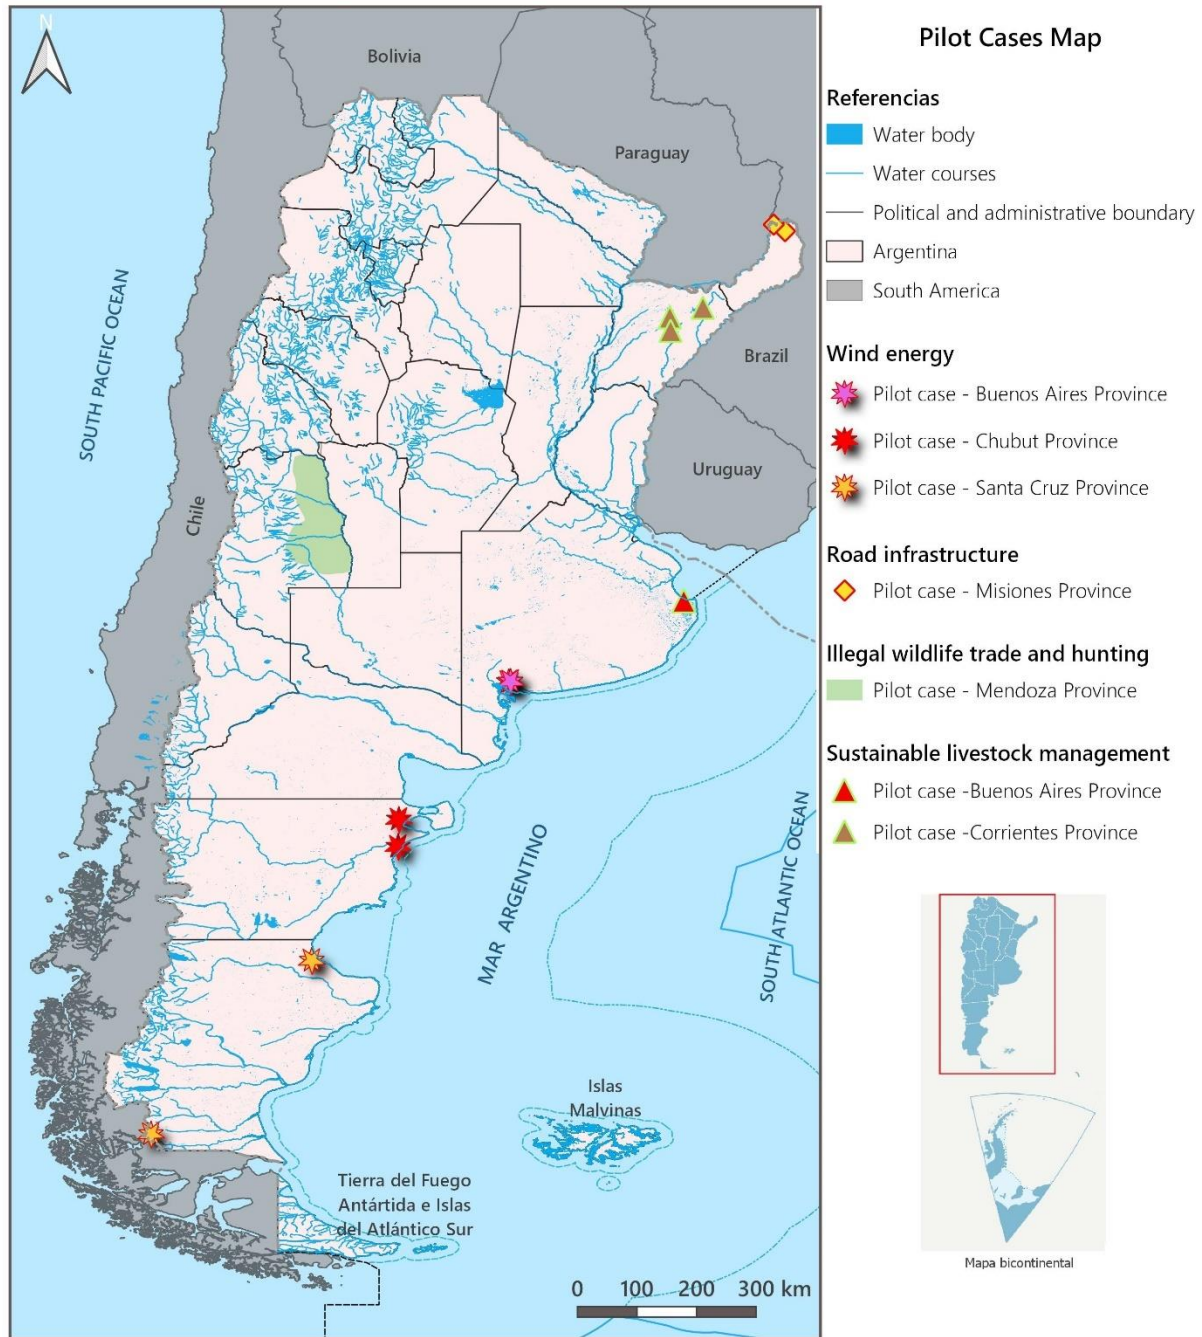 N
Bolivia
Paraguay
Brazil
Uruguay
Chile
SOUTH PACIFIC OCEAN
MAR ARGENTINO
SOUTH ATLANTIC OCEAN
Islas
Malvinas
Tierra del Fuego
Antártida e Islas
del Atlántico Sur
0 100 200 300 km
Pilot Cases Map
Referencias
Water body
Water courses
Political and administrative boundary
Argentina
South America
Wind energy
Pilot case - Buenos Aires Province
Pilot case - Chubut Province
Pilot case - Santa Cruz Province
Road infrastructure
Pilot case - Misiones Province
Illegal wildlife trade and hunting
Pilot case - Mendoza Province
Sustainable livestock management
Pilot case -Buenos Aires Province
Pilot case -Corrientes Province
Mapa bicontinental